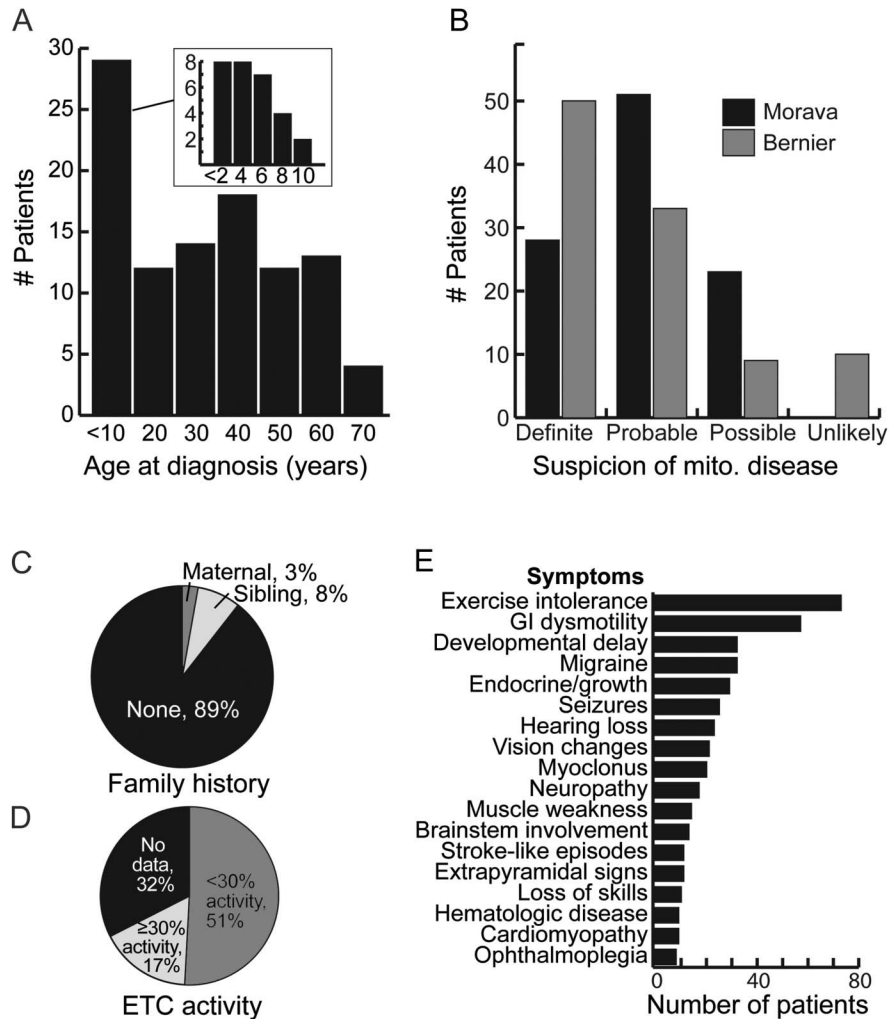 A
30
25
20
15
10
5
0
# Patients
8
6
4
2
<2 4 6 8 10
<10 20 30 40 50 60 70
Age at diagnosis (years)
B
50
40
30
20
10
0
# Patients
Morava
Bernier
Definite Probable Possible Unlikely
Suspicion of mito. disease
C
Maternal, 3%
Sibling, 8%
None, 89%
Family history
D
No
data,
32%
<30%
activity,
51%
≥30%
activity,
17%
ETC activity
E
Symptoms
Exercise intolerance
GI dysmotility
Developmental delay
Migraine
Endocrine/growth
Seizures
Hearing loss
Vision changes
Myoclonus
Neuropathy
Muscle weakness
Brainstem involvement
Stroke-like episodes
Extrapyramidal signs
Loss of skills
Hematologic disease
Cardiomyopathy
Ophthalmoplegia
0 40 80
Number of patients